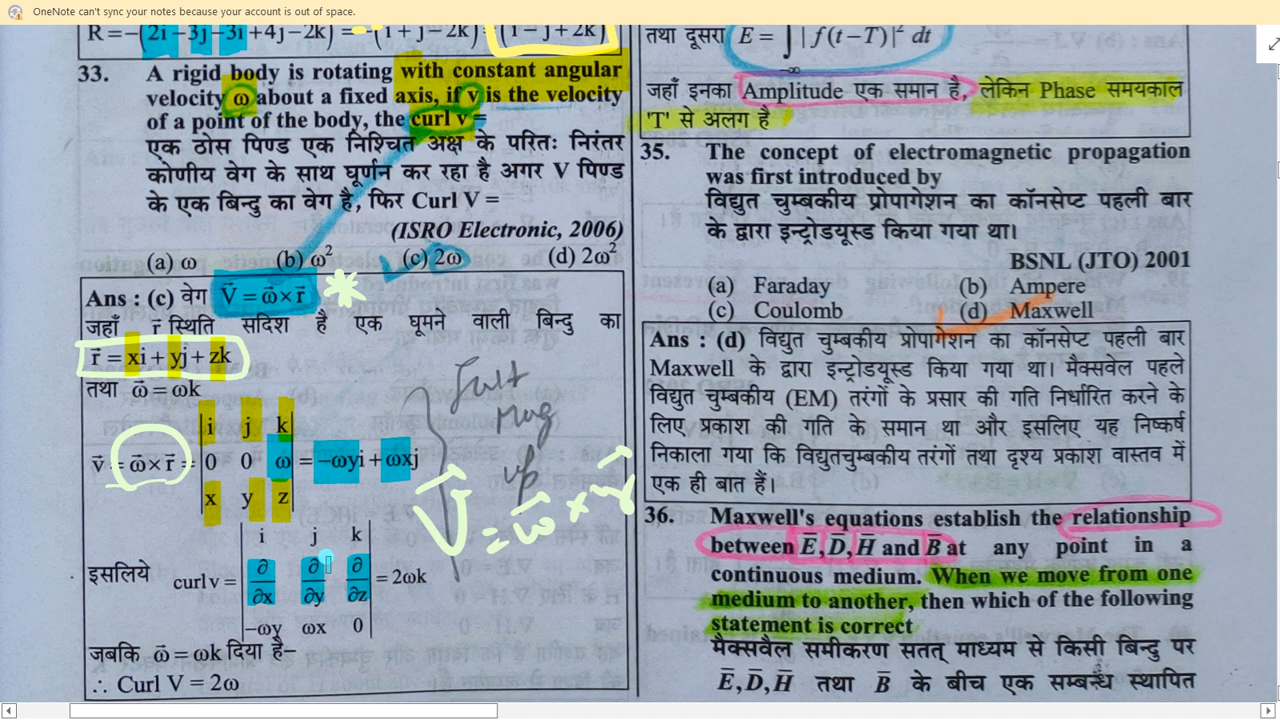 OneNote can't sync your notes because your account is out of space.
R=−(2i−3j−3i+4j−2k)=−(i+j−2k)=(i−j+2k)
33. A rigid body is rotating with constant angular
velocity ω about a fixed axis, if v is the velocity
of a point of the body, the curl v =
एक ठोस पिण्ड एक निश्चित अक्ष के परितः निरंतर
कोणीय वेग के साथ घूर्णन कर रहा है अगर V पिण्ड
के एक बिन्दु का वेग है, फिर Curl V =
(ISRO Electronic, 2006)
(a) ω (b) ω² (c) 2ω (d) 2ω²
Ans : (c) वेग V⃗ = ω⃗×r⃗
जहाँ r⃗ स्थिति सदिश है एक घूमने वाली बिन्दु का
r⃗ = xi + yj + zk
तथा ω⃗ = ωk
i j k
v⃗ = ω⃗×r⃗ = 0 0 ω = −ωyi + ωxj
x y z
V⃗ = ω⃗ × r⃗
i j k
इसलिये curl v = ∂/∂x ∂/∂y ∂/∂z = 2ωk
−ωy ωx 0
जबकि ω⃗ = ωk दिया है−
∴ Curl V = 2ω
तथा दूसरा E = ∫ | f(t−T)|² dt
∞
जहाँ इनका Amplitude एक समान है, लेकिन Phase समयकाल
'T' से अलग है
35. The concept of electromagnetic propagation
was first introduced by
विद्युत चुम्बकीय प्रोपागेशन का कॉनसेप्ट पहली बार
के द्वारा इन्ट्रोडयूस्ड किया गया था।
BSNL (JTO) 2001
(a) Faraday (b) Ampere
(c) Coulomb (d) Maxwell
Ans : (d) विद्युत चुम्बकीय प्रोपागेशन का कॉनसेप्ट पहली बार
Maxwell के द्वारा इन्ट्रोडयूस्ड किया गया था। मैक्सवेल पहले
विद्युत चुम्बकीय (EM) तरंगों के प्रसार की गति निर्धारित करने के
लिए प्रकाश की गति के समान था और इसलिए यह निष्कर्ष
निकाला गया कि विद्युतचुम्बकीय तरंगों तथा दृश्य प्रकाश वास्तव में
एक ही बात हैं।
36. Maxwell's equations establish the relationship
between E̅, D̅, H̅ and B̅ at any point in a
continuous medium. When we move from one
medium to another, then which of the following
statement is correct
मैक्सवैल समीकरण सतत् माध्यम से किसी बिन्दु पर
E̅, D̅, H̅ तथा B̅ के बीच एक सम्बन्ध स्थापित